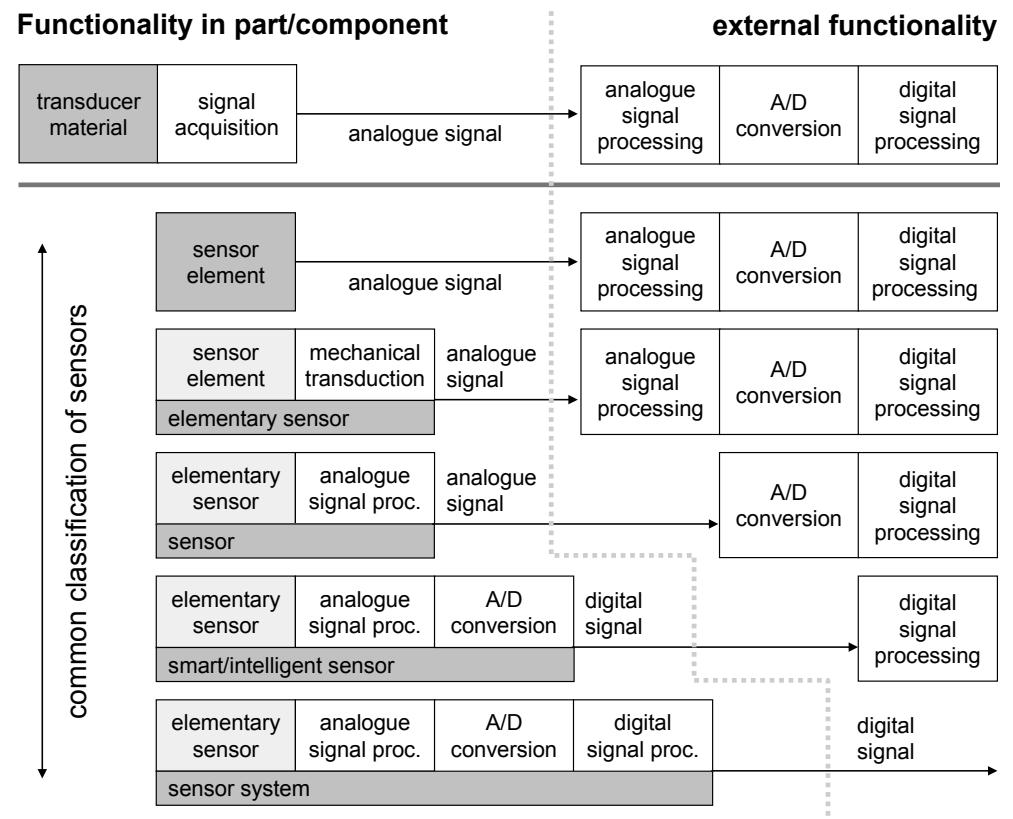 Functionality in part/component
external functionality
transducer
material
signal
acquisition
analogue signal
analogue
signal
processing
A/D
conversion
digital
signal
processing
common classification of sensors
sensor
element
analogue signal
analogue
signal
processing
A/D
conversion
digital
signal
processing
sensor
element
mechanical
transduction
elementary sensor
analogue
signal
analogue
signal
processing
A/D
conversion
digital
signal
processing
elementary
sensor
analogue
signal proc.
sensor
analogue
signal
A/D
conversion
digital
signal
processing
elementary
sensor
analogue
signal proc.
A/D
conversion
smart/intelligent sensor
digital
signal
digital
signal
processing
elementary
sensor
analogue
signal proc.
A/D
conversion
digital
signal proc.
sensor system
digital
signal